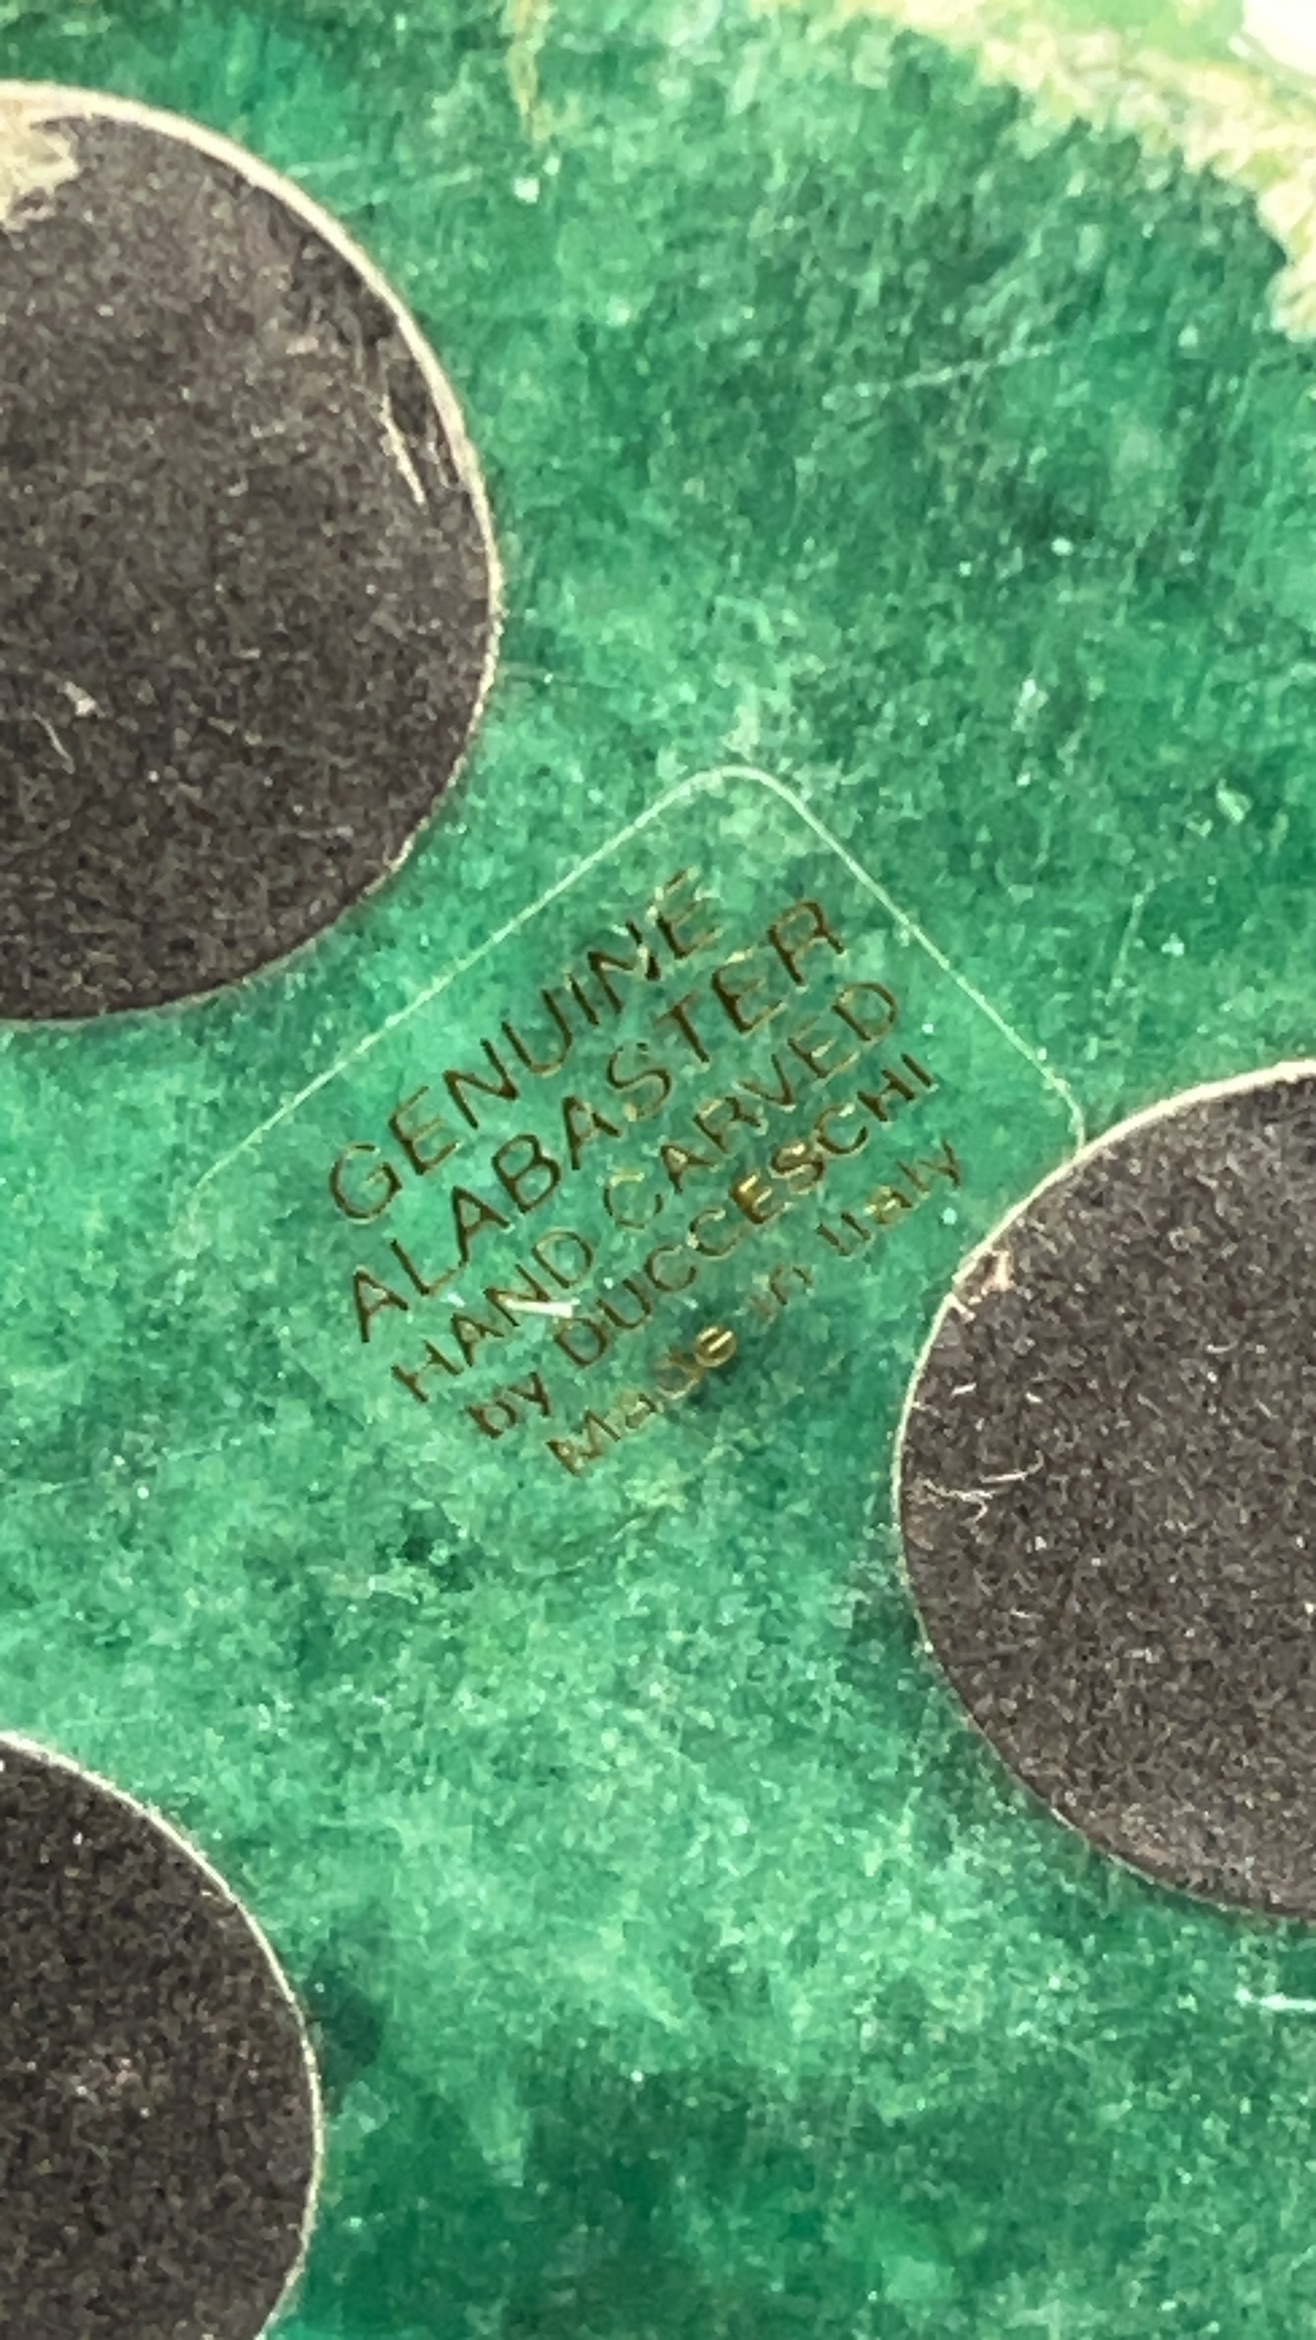 GENUINE
ALABASTER
HAND CARVED
by DUCCESCHI
Made in Italy